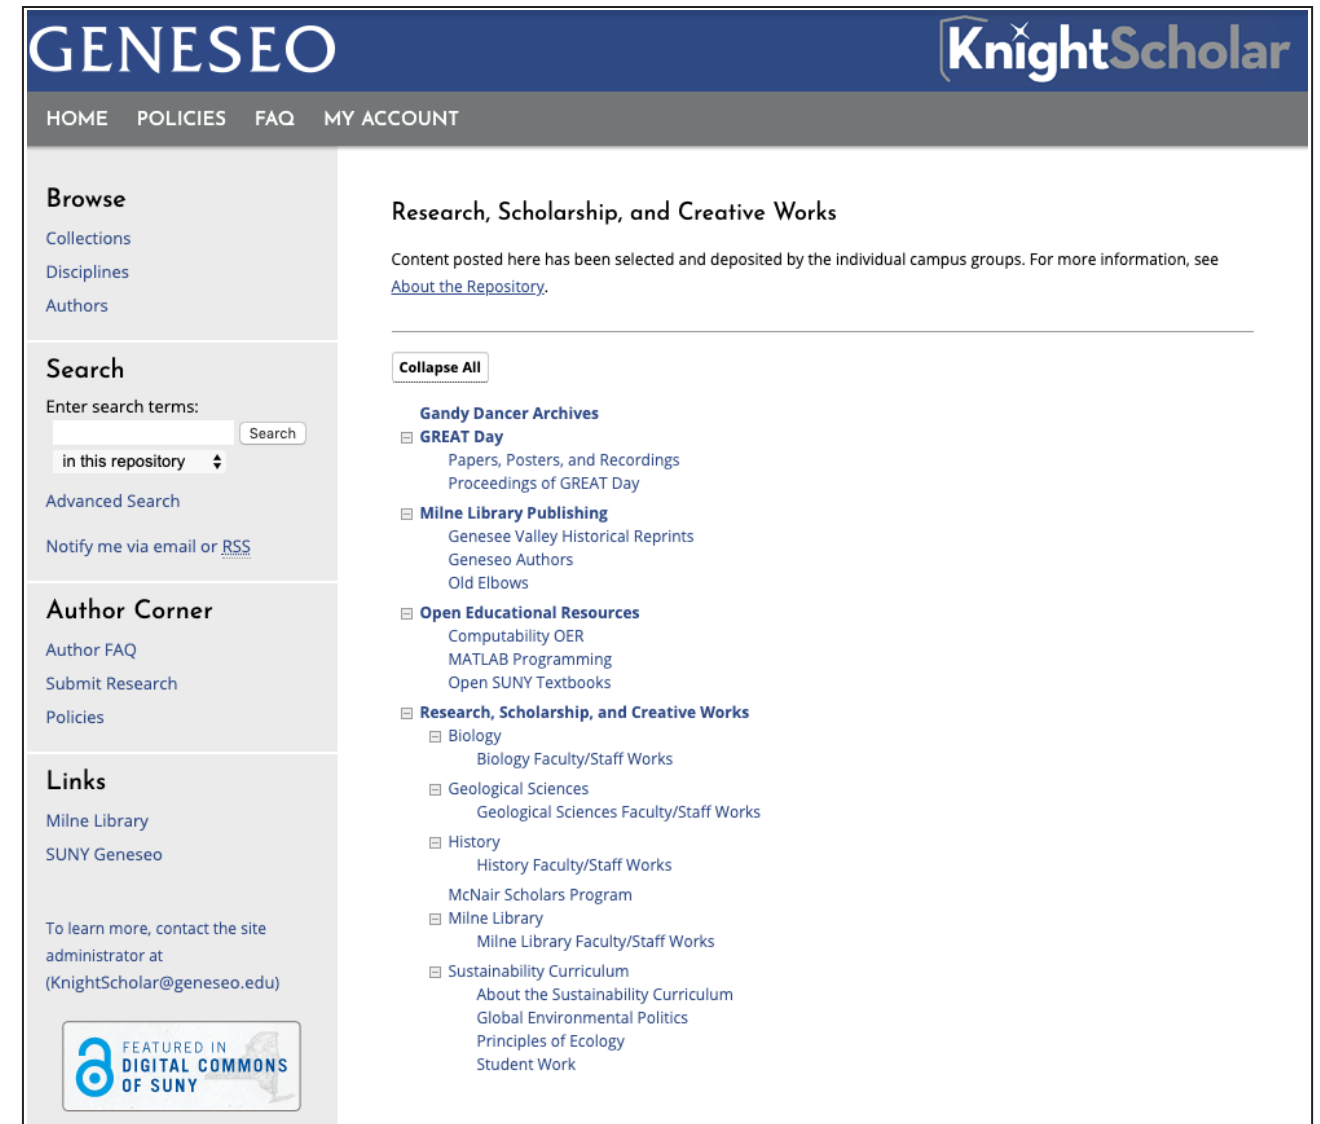 GENESEO
KnightScholar
HOME POLICIES FAQ MY ACCOUNT
Browse
Collections
Disciplines
Authors
Search
Enter search terms:
Search
in this repository
Advanced Search
Notify me via email or RSS
Author Corner
Author FAQ
Submit Research
Policies
Links
Milne Library
SUNY Geneseo
To learn more, contact the site
administrator at
(KnightScholar@geneseo.edu)
FEATURED IN
DIGITAL COMMONS
OF SUNY
Research, Scholarship, and Creative Works
Content posted here has been selected and deposited by the individual campus groups. For more information, see
About the Repository.
Collapse All
Gandy Dancer Archives
GREAT Day
Papers, Posters, and Recordings
Proceedings of GREAT Day
Milne Library Publishing
Genesee Valley Historical Reprints
Geneseo Authors
Old Elbows
Open Educational Resources
Computability OER
MATLAB Programming
Open SUNY Textbooks
Research, Scholarship, and Creative Works
Biology
Biology Faculty/Staff Works
Geological Sciences
Geological Sciences Faculty/Staff Works
History
History Faculty/Staff Works
McNair Scholars Program
Milne Library
Milne Library Faculty/Staff Works
Sustainability Curriculum
About the Sustainability Curriculum
Global Environmental Politics
Principles of Ecology
Student Work